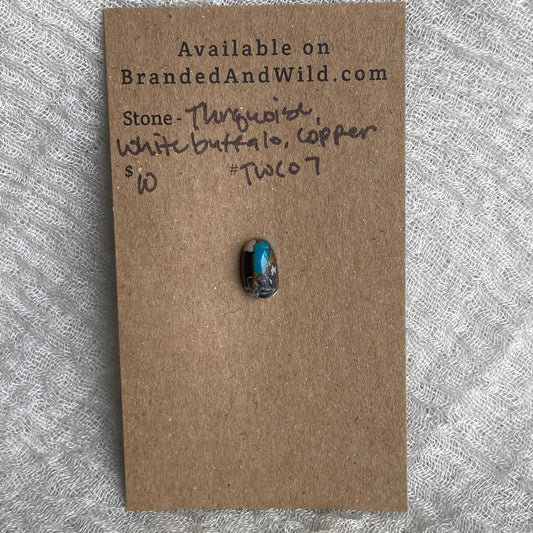 Available on
BrandedAndWild.com
Stone - Turquoise,
white buffalo, copper
$10 #TWC07